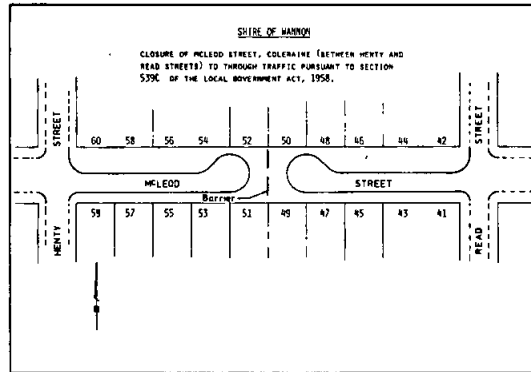 SHIRE OF WANNON
CLOSURE OF MCLEOD STREET, COLERAINE (BETWEEN HENTY AND
READ STREETS) TO THROUGH TRAFFIC PURSUANT TO SECTION
539C OF THE LOCAL GOVERNMENT ACT, 1958.
STREET
STREET
60 58 56 54 52 50 48 46 44 42
MCLEOD STREET
Barrier
59 57 55 53 51 49 47 45 43 41
HENTY
READ